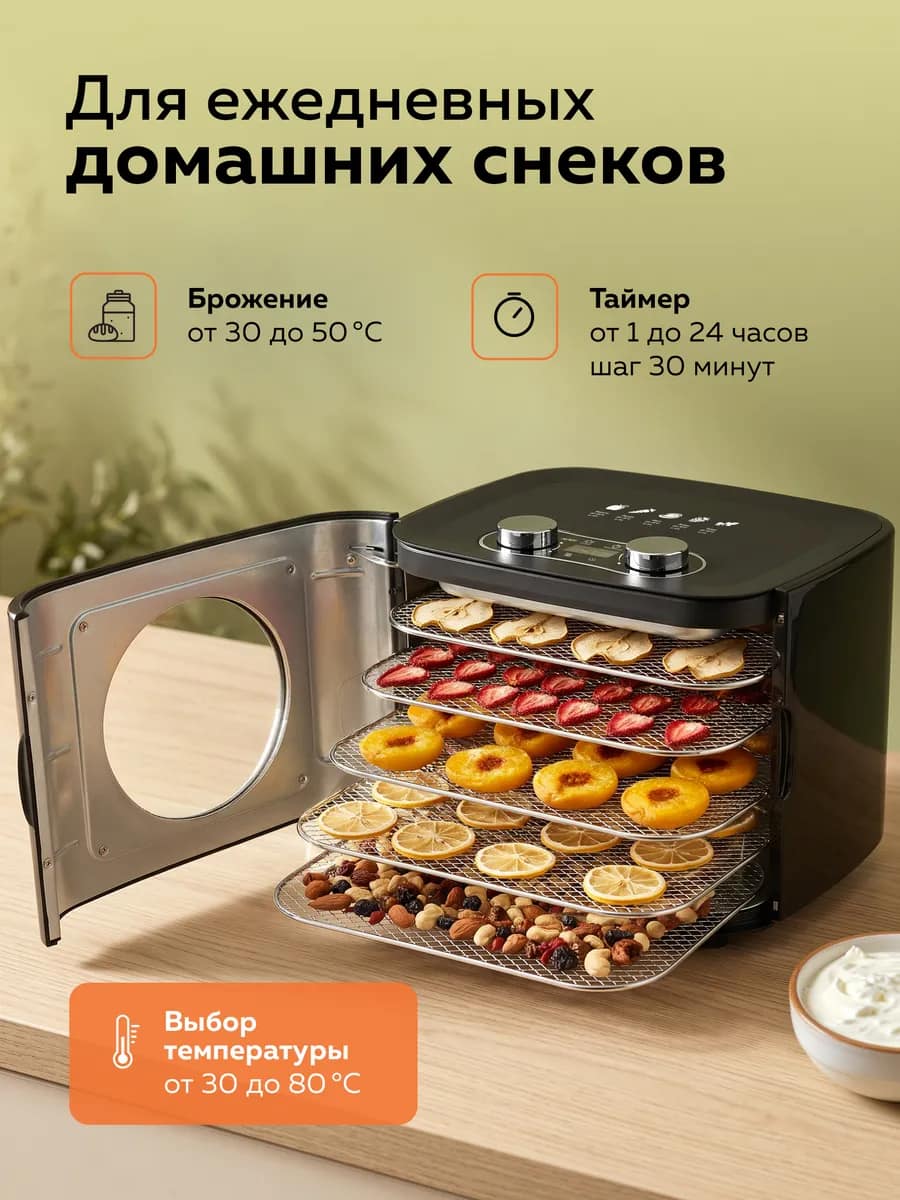 Для ежедневных
домашних снеков
Брожение
от 30 до 50 °C
Таймер
от 1 до 24 часов
шаг 30 минут
Выбор
температуры
от 30 до 80 °C